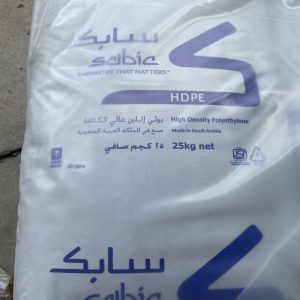 سابك
sabic
CHEMISTRY THAT MATTERS™
HDPE
بولي إيثيلين عالي الكثافة High Density Polyethylene
صنع في المملكة العربية السعودية Made in Saudi Arabia
٢٥ كجم صافي 25kg net
سابك
sabic